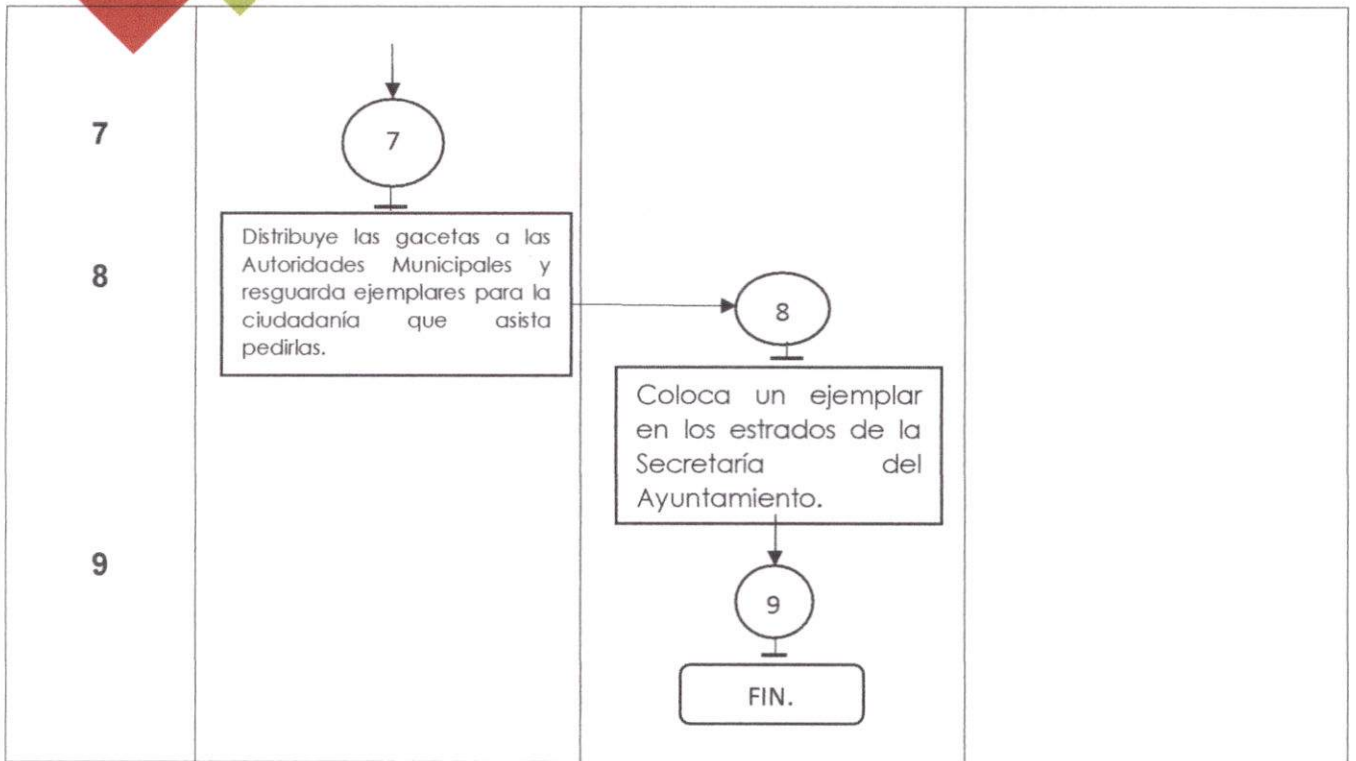 7
7
Distribuye las gacetas a las
Autoridades Municipales y
resguarda ejemplares para la
ciudadanía que asista
pedirlas.
8
8
Coloca un ejemplar
en los estrados de la
Secretaría del
Ayuntamiento.
9
9
FIN.